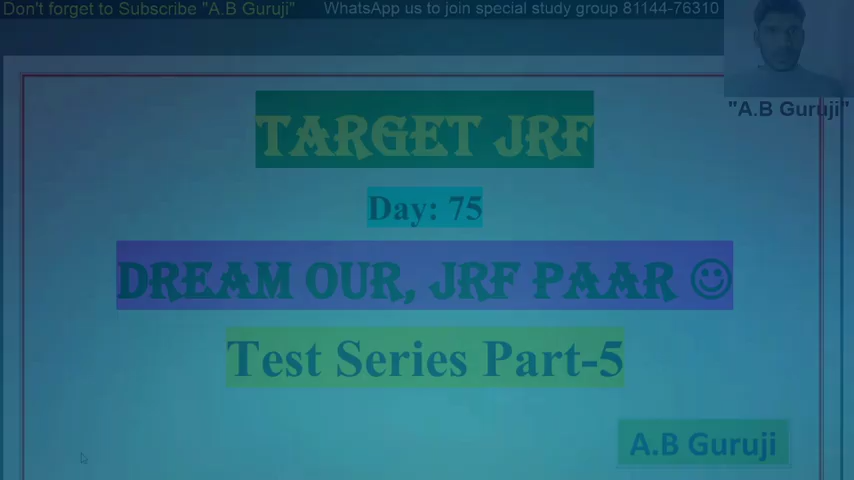 Don't forget to Subscribe "A.B Guruji" WhatsApp us to join special study group 81144-76310
"A.B Guruji"
TARGET JRF
Day: 75
DREAM OUR, JRF PAAR ☺
Test Series Part-5
A.B Guruji